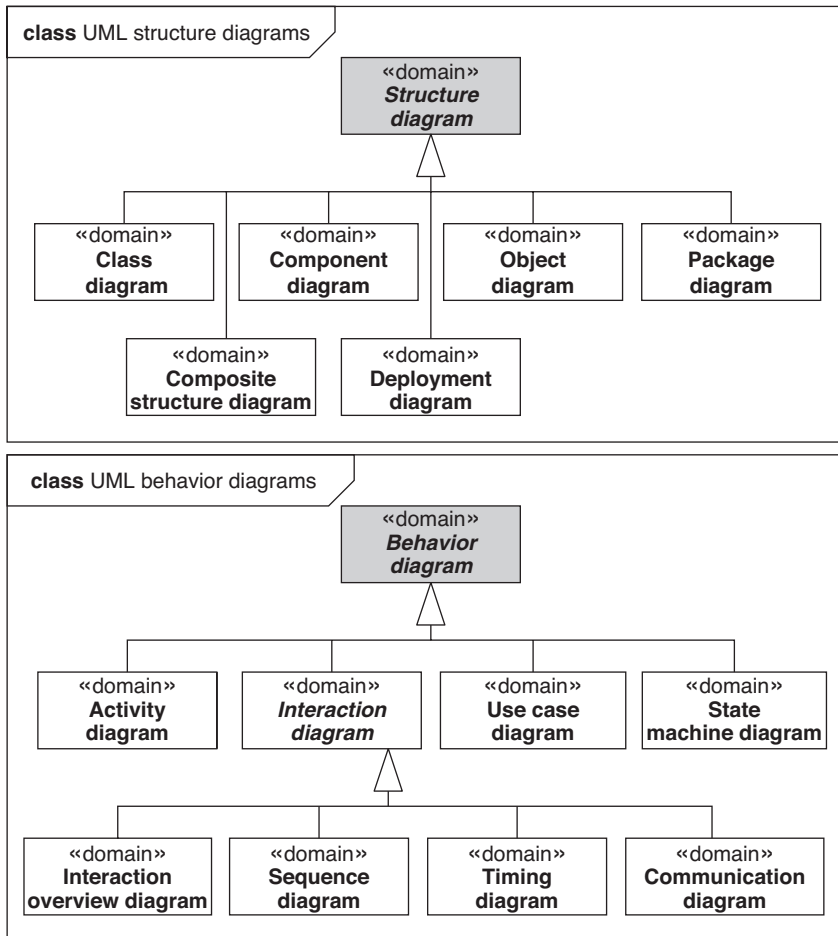 class UML structure diagrams
«domain»
Structure
diagram
«domain»
Class
diagram
«domain»
Component
diagram
«domain»
Object
diagram
«domain»
Package
diagram
«domain»
Composite
structure diagram
«domain»
Deployment
diagram
class UML behavior diagrams
«domain»
Behavior
diagram
«domain»
Activity
diagram
«domain»
Interaction
diagram
«domain»
Use case
diagram
«domain»
State
machine diagram
«domain»
Interaction
overview diagram
«domain»
Sequence
diagram
«domain»
Timing
diagram
«domain»
Communication
diagram